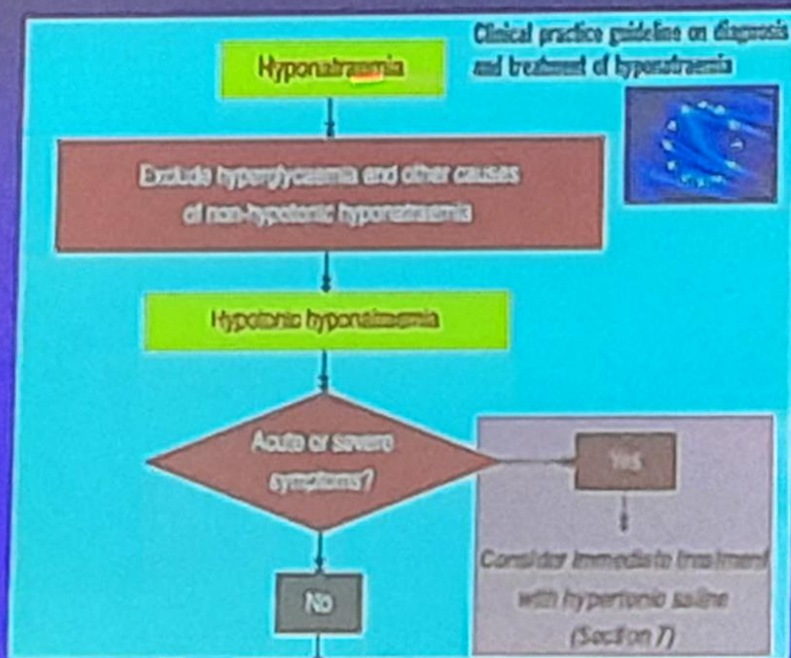 Clinical practice guideline on diagnosis
and treatment of hyponatraemia
Hyponatraemia
Exclude hyperglycaemia and other causes
of non-hypotonic hyponatraemia
Hypotonic hyponatraemia
Acute or severe
symptoms?
Yes
Consider immediate treatment
with hypertonic saline
(Section 7)
No